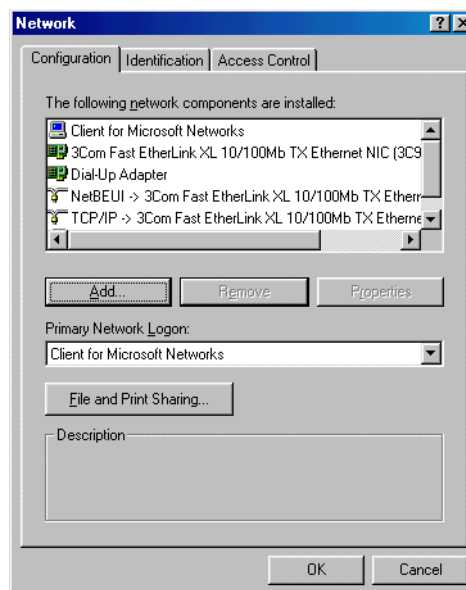 Network
Configuration Identification Access Control
The following network components are installed:
Client for Microsoft Networks
3Com Fast EtherLink XL 10/100Mb TX Ethernet NIC (3C9
Dial-Up Adapter
NetBEUI -> 3Com Fast EtherLink XL 10/100Mb TX Ethern
TCP/IP -> 3Com Fast EtherLink XL 10/100Mb TX Etherne
Add... Remove Properties
Primary Network Logon:
Client for Microsoft Networks
File and Print Sharing...
Description
OK Cancel